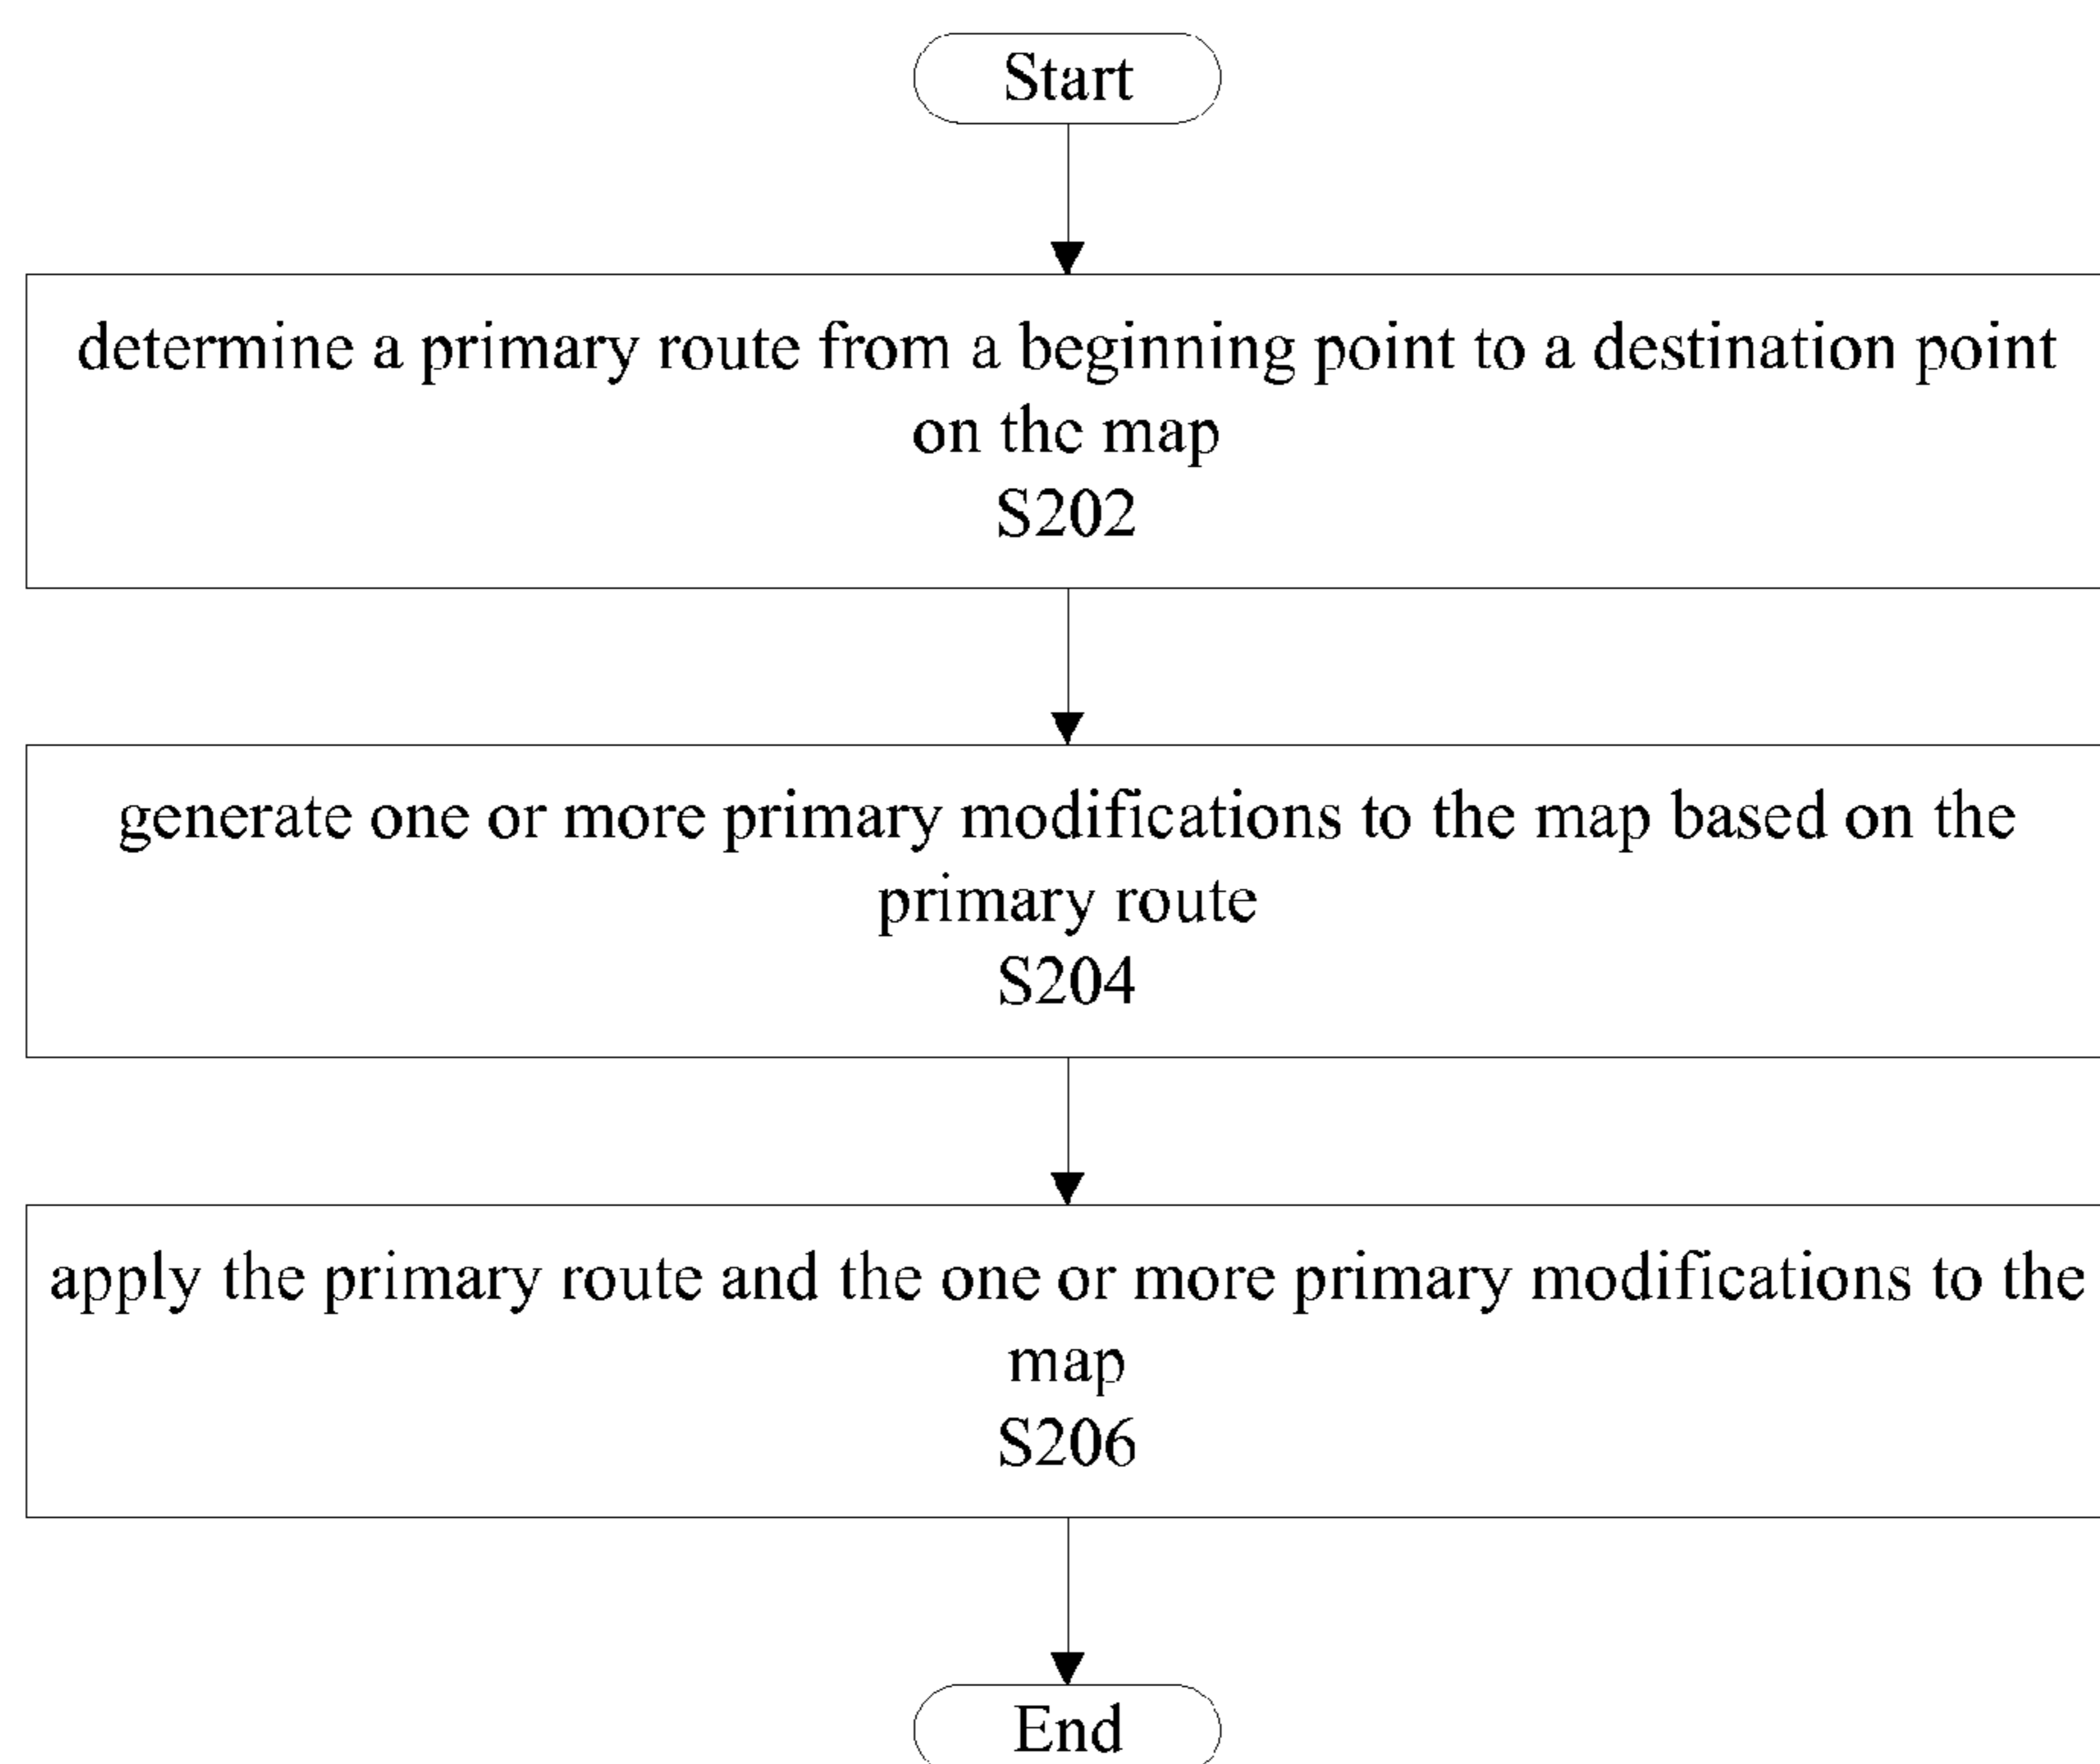 Start
determine a primary route from a beginning point to a destination point
on the map
S202
generate one or more primary modifications to the map based on the
primary route
S204
apply the primary route and the one or more primary modifications to the
map
S206
End